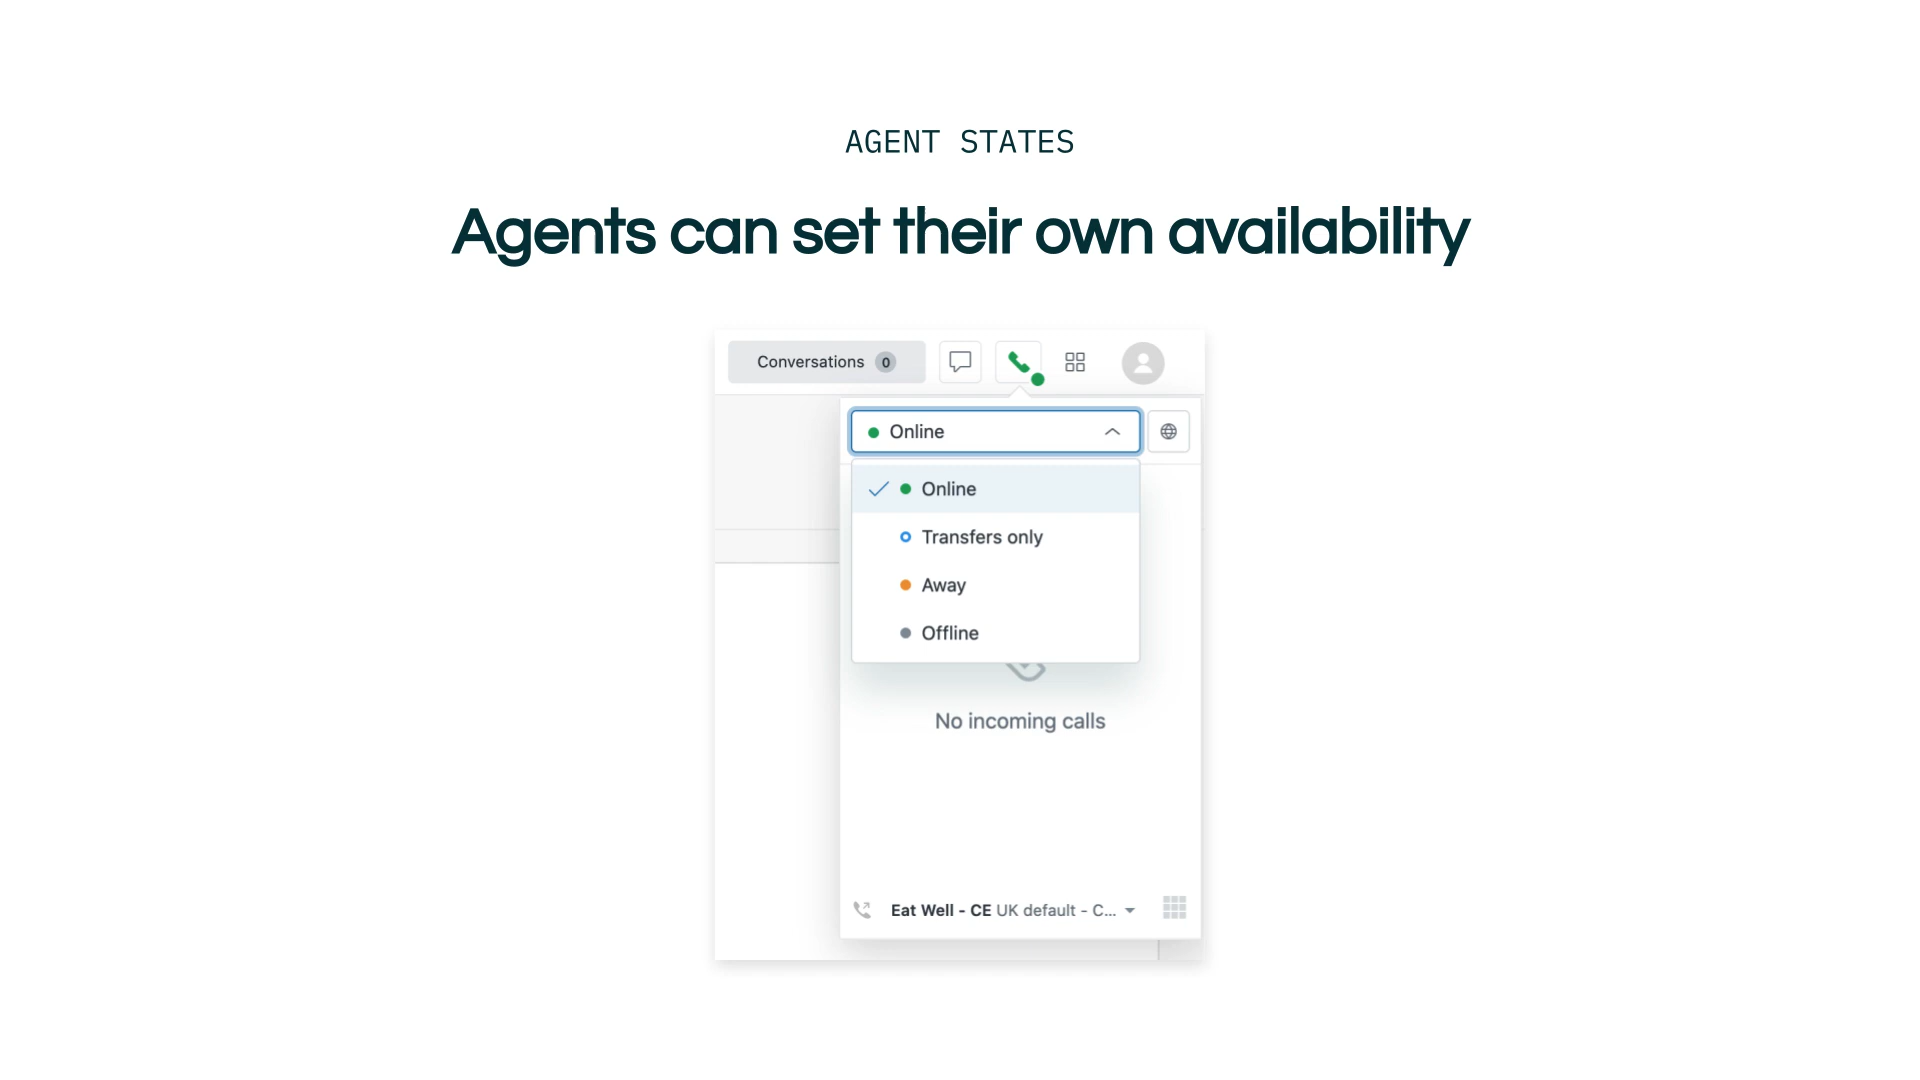 AGENT STATES
Agents can set their own availability
Conversations 0
Online
Online
Transfers only
Away
Offline
No incoming calls
Eat Well - CE UK default - C...